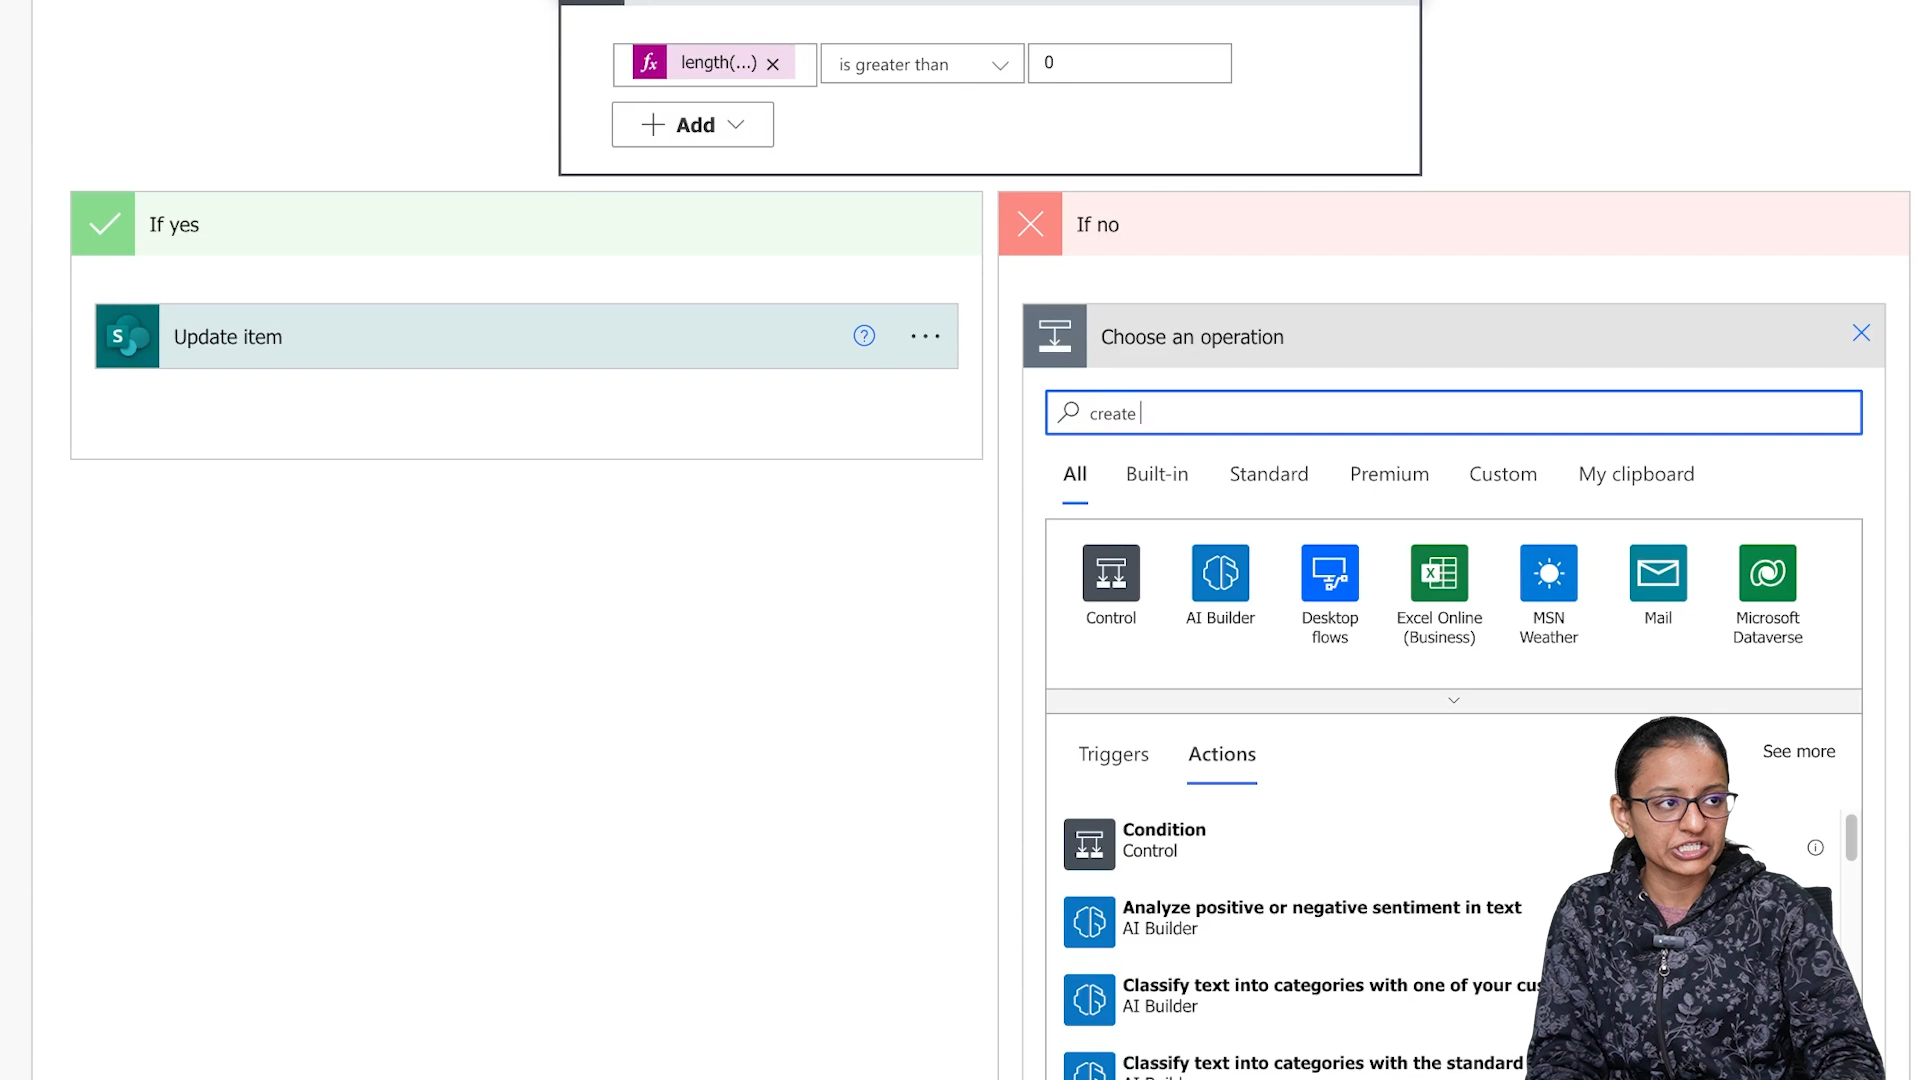 fx length(...) is greater than 0
Add
If yes
If no
S Update item
Choose an operation
create
All Built-in Standard Premium Custom My clipboard
Control
AI Builder
Desktop
flows
Excel Online
(Business)
MSN
Weather
Mail
Microsoft
Dataverse
Triggers Actions See more
Condition
Control
Analyze positive or negative sentiment in text
AI Builder
Classify text into categories with one of your
AI Builder
Classify text into categories with the standard